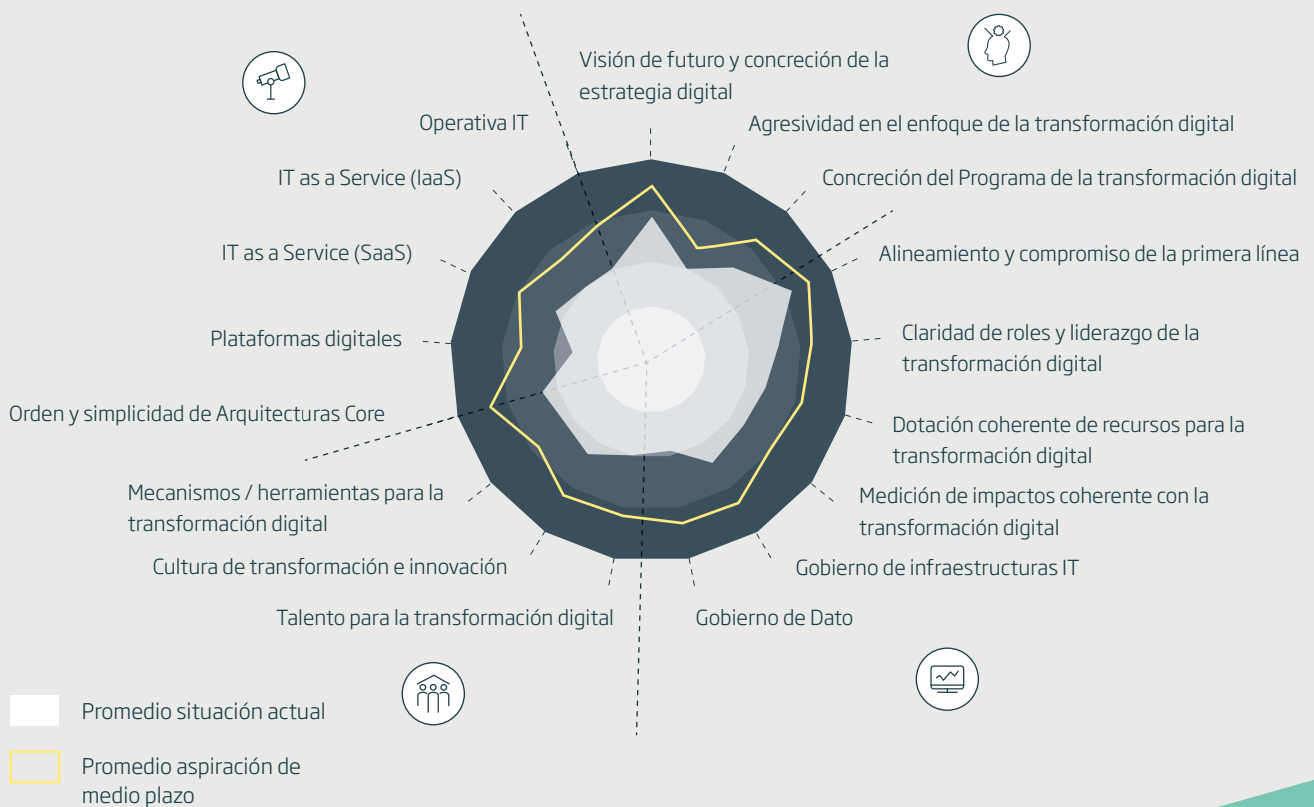 Visión de futuro y concreción de la
estrategia digital
Operativa IT
Agresividad en el enfoque de la transformación digital
IT as a Service (IaaS)
Concreción del Programa de la transformación digital
IT as a Service (SaaS)
Alineamiento y compromiso de la primera línea
Plataformas digitales
Claridad de roles y liderazgo de la
transformación digital
Orden y simplicidad de Arquitecturas Core
Dotación coherente de recursos para la
transformación digital
Mecanismos / herramientas para la
transformación digital
Medición de impactos coherente con la
transformación digital
Cultura de transformación e innovación
Gobierno de infraestructuras IT
Talento para la transformación digital
Gobierno de Dato
Promedio situación actual
Promedio aspiración de
medio plazo